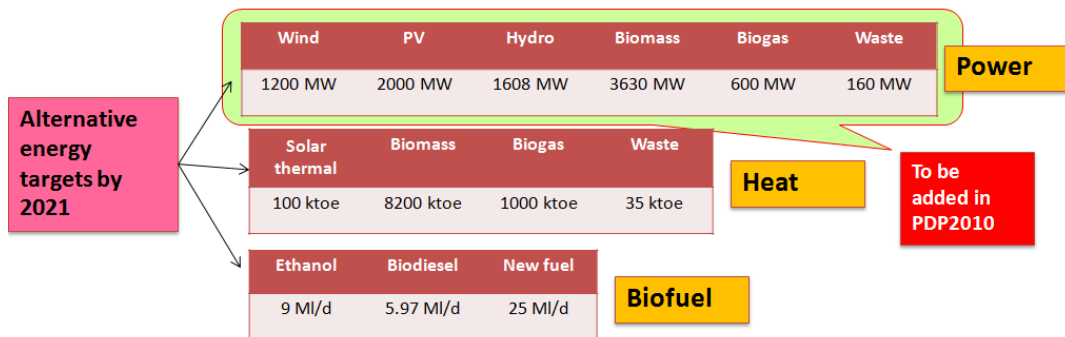 Wind PV Hydro Biomass Biogas Waste
1200 MW 2000 MW 1608 MW 3630 MW 600 MW 160 MW
Power
Alternative
energy
targets by
2021
Solar
thermal Biomass Biogas Waste
100 ktoe 8200 ktoe 1000 ktoe 35 ktoe
Heat
To be
added in
PDP2010
Ethanol Biodiesel New fuel
9 Ml/d 5.97 Ml/d 25 Ml/d
Biofuel